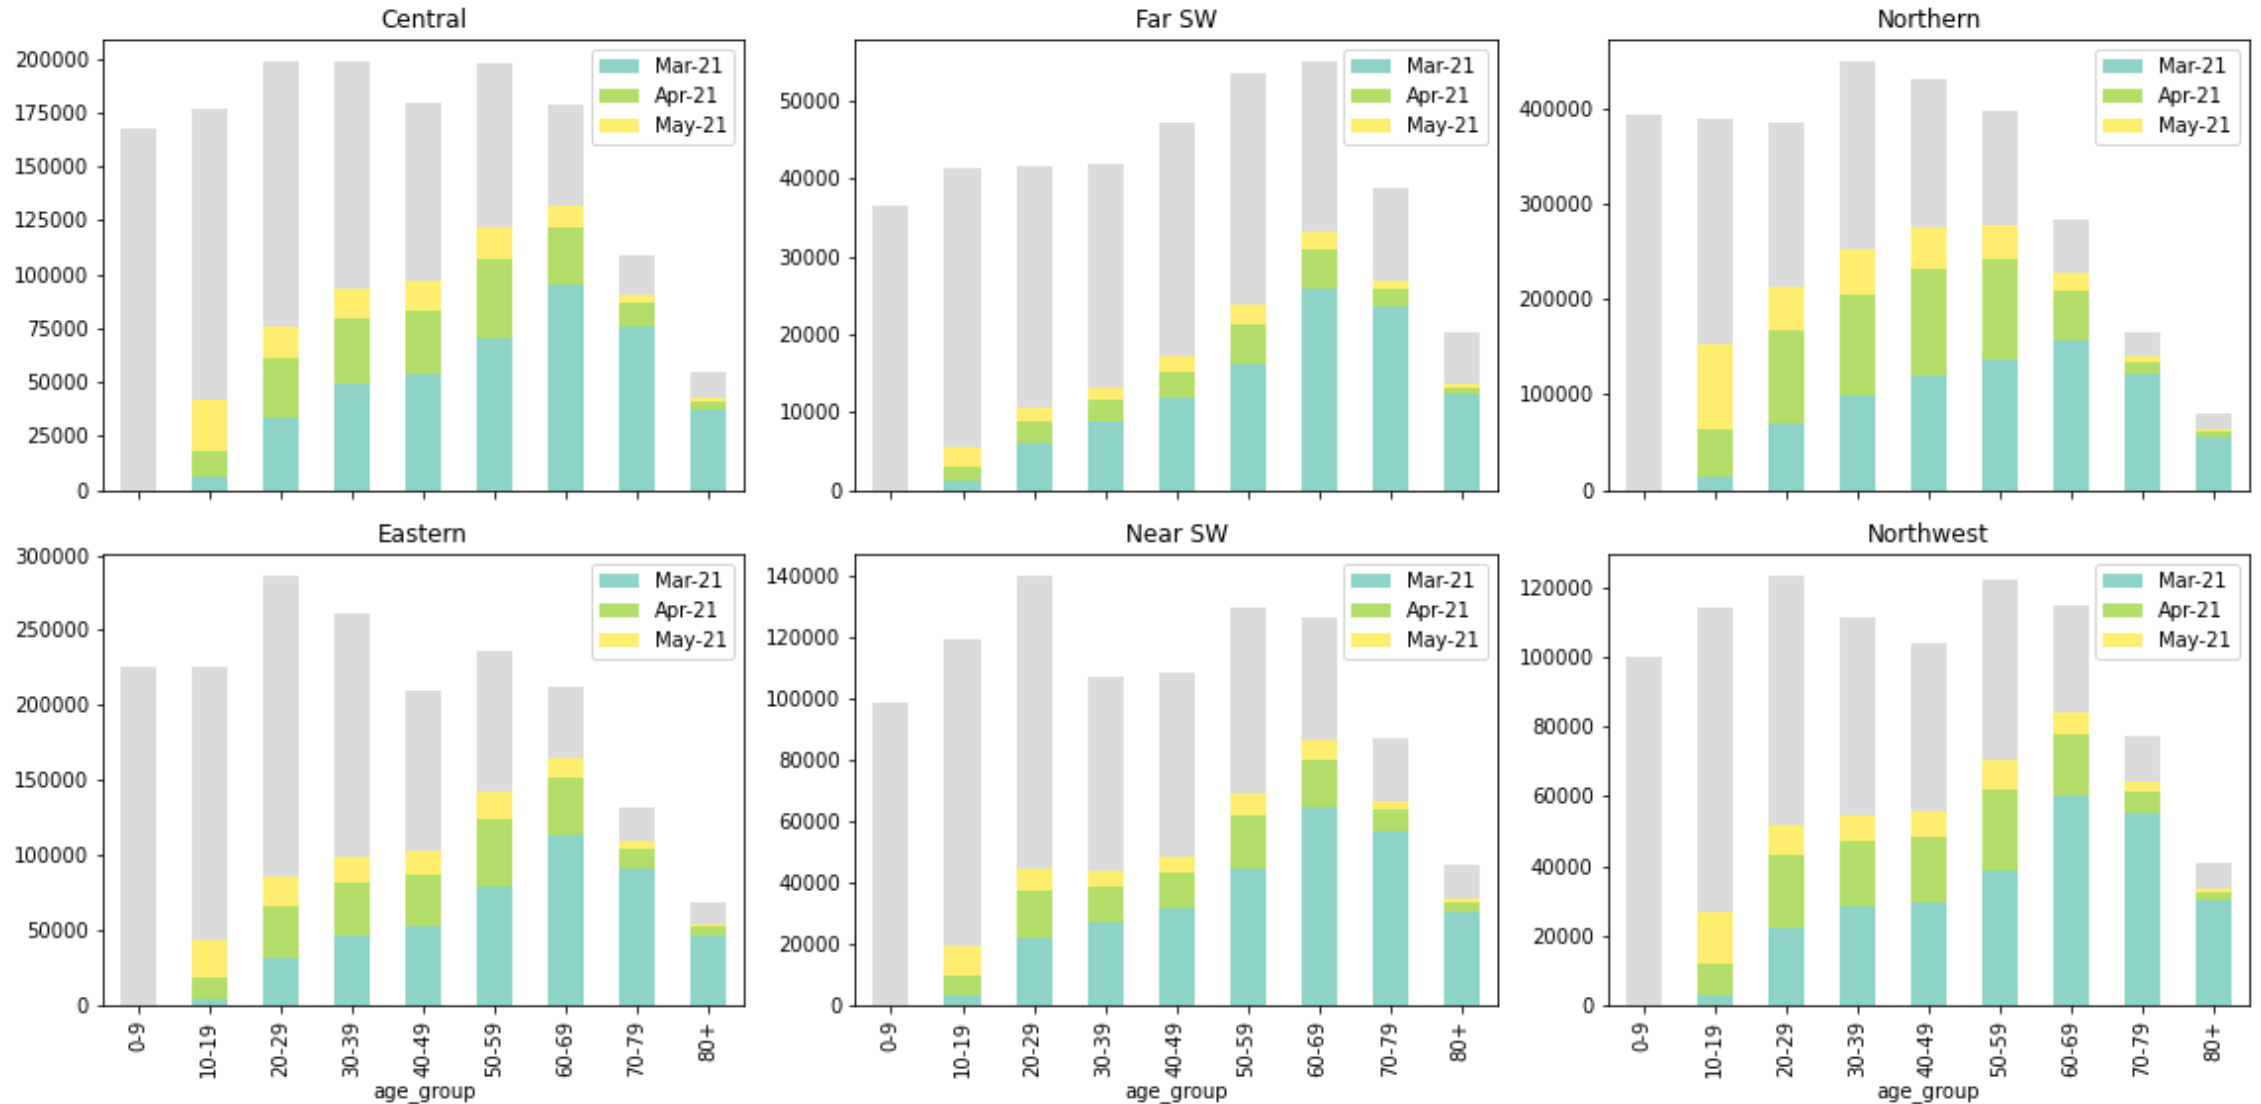 Central
200000
175000
150000
125000
100000
75000
50000
25000
0
Mar-21
Apr-21
May-21
Far SW
50000
40000
30000
20000
10000
0
Mar-21
Apr-21
May-21
Northern
400000
300000
200000
100000
0
Mar-21
Apr-21
May-21
Eastern
300000
250000
200000
150000
100000
50000
0
Mar-21
Apr-21
May-21
0-9
10-19
20-29
30-39
40-49
50-59
60-69
70-79
80+
age_group
Near SW
140000
120000
100000
80000
60000
40000
20000
0
Mar-21
Apr-21
May-21
0-9
10-19
20-29
30-39
40-49
50-59
60-69
70-79
80+
age_group
Northwest
120000
100000
80000
60000
40000
20000
0
Mar-21
Apr-21
May-21
0-9
10-19
20-29
30-39
40-49
50-59
60-69
70-79
80+
age_group